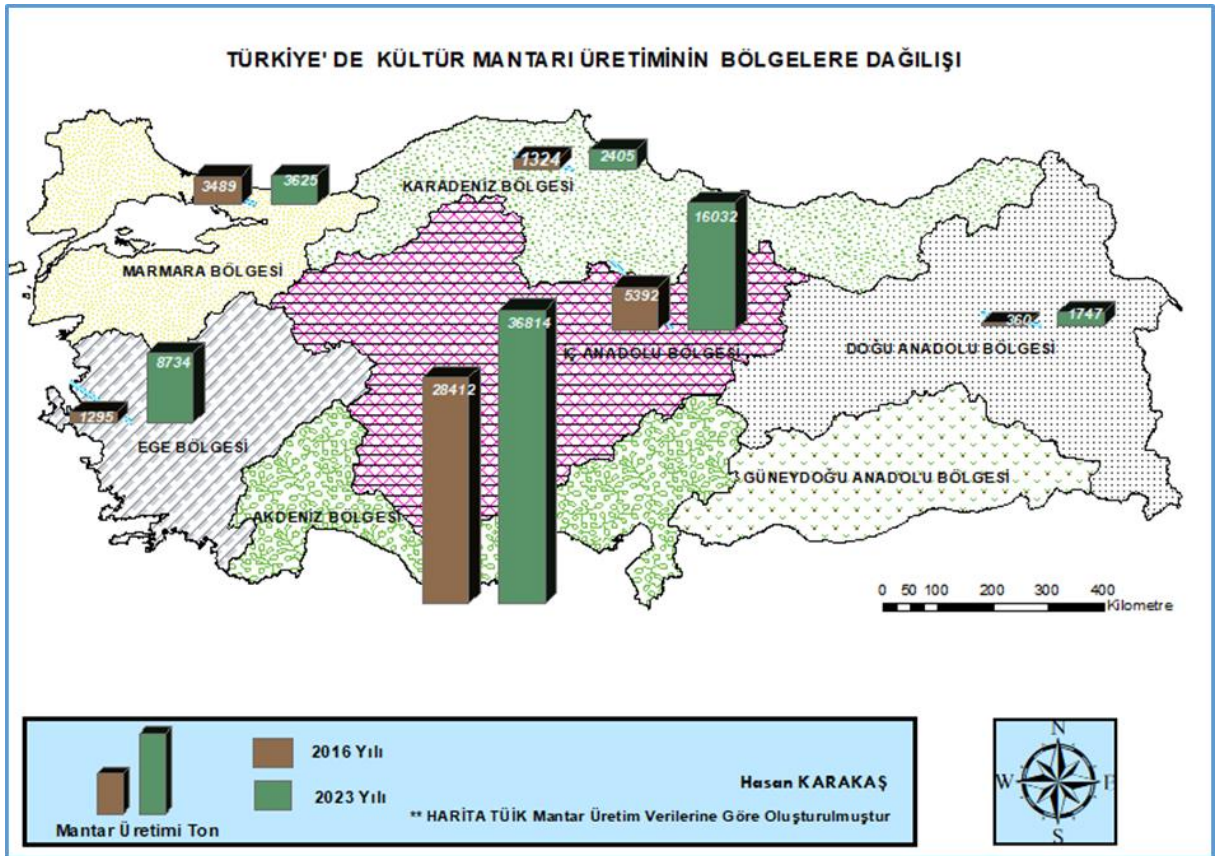 TÜRKİYE' DE KÜLTÜR MANTARI ÜRETİMİNİN BÖLGELERE DAĞILIŞI
1324
2405
3489
3625
KARADENİZ BÖLGESİ
16032
MARMARA BÖLGESİ
5392
36814
360
1747
İÇ ANADOLU BÖLGESİ
DOĞU ANADOLU BÖLGESİ
8734
28412
1295
EGE BÖLGESİ
GÜNEYDOĞU ANADOLU BÖLGESİ
AKDENİZ BÖLGESİ
0 50 100 200 300 400
Kilometre
2016 Yılı
2023 Yılı
Mantar Üretimi Ton
Hasan KARAKAŞ
** HARİTA TÜİK Mantar Üretim Verilerine Göre Oluşturulmuştur
N
W E
S